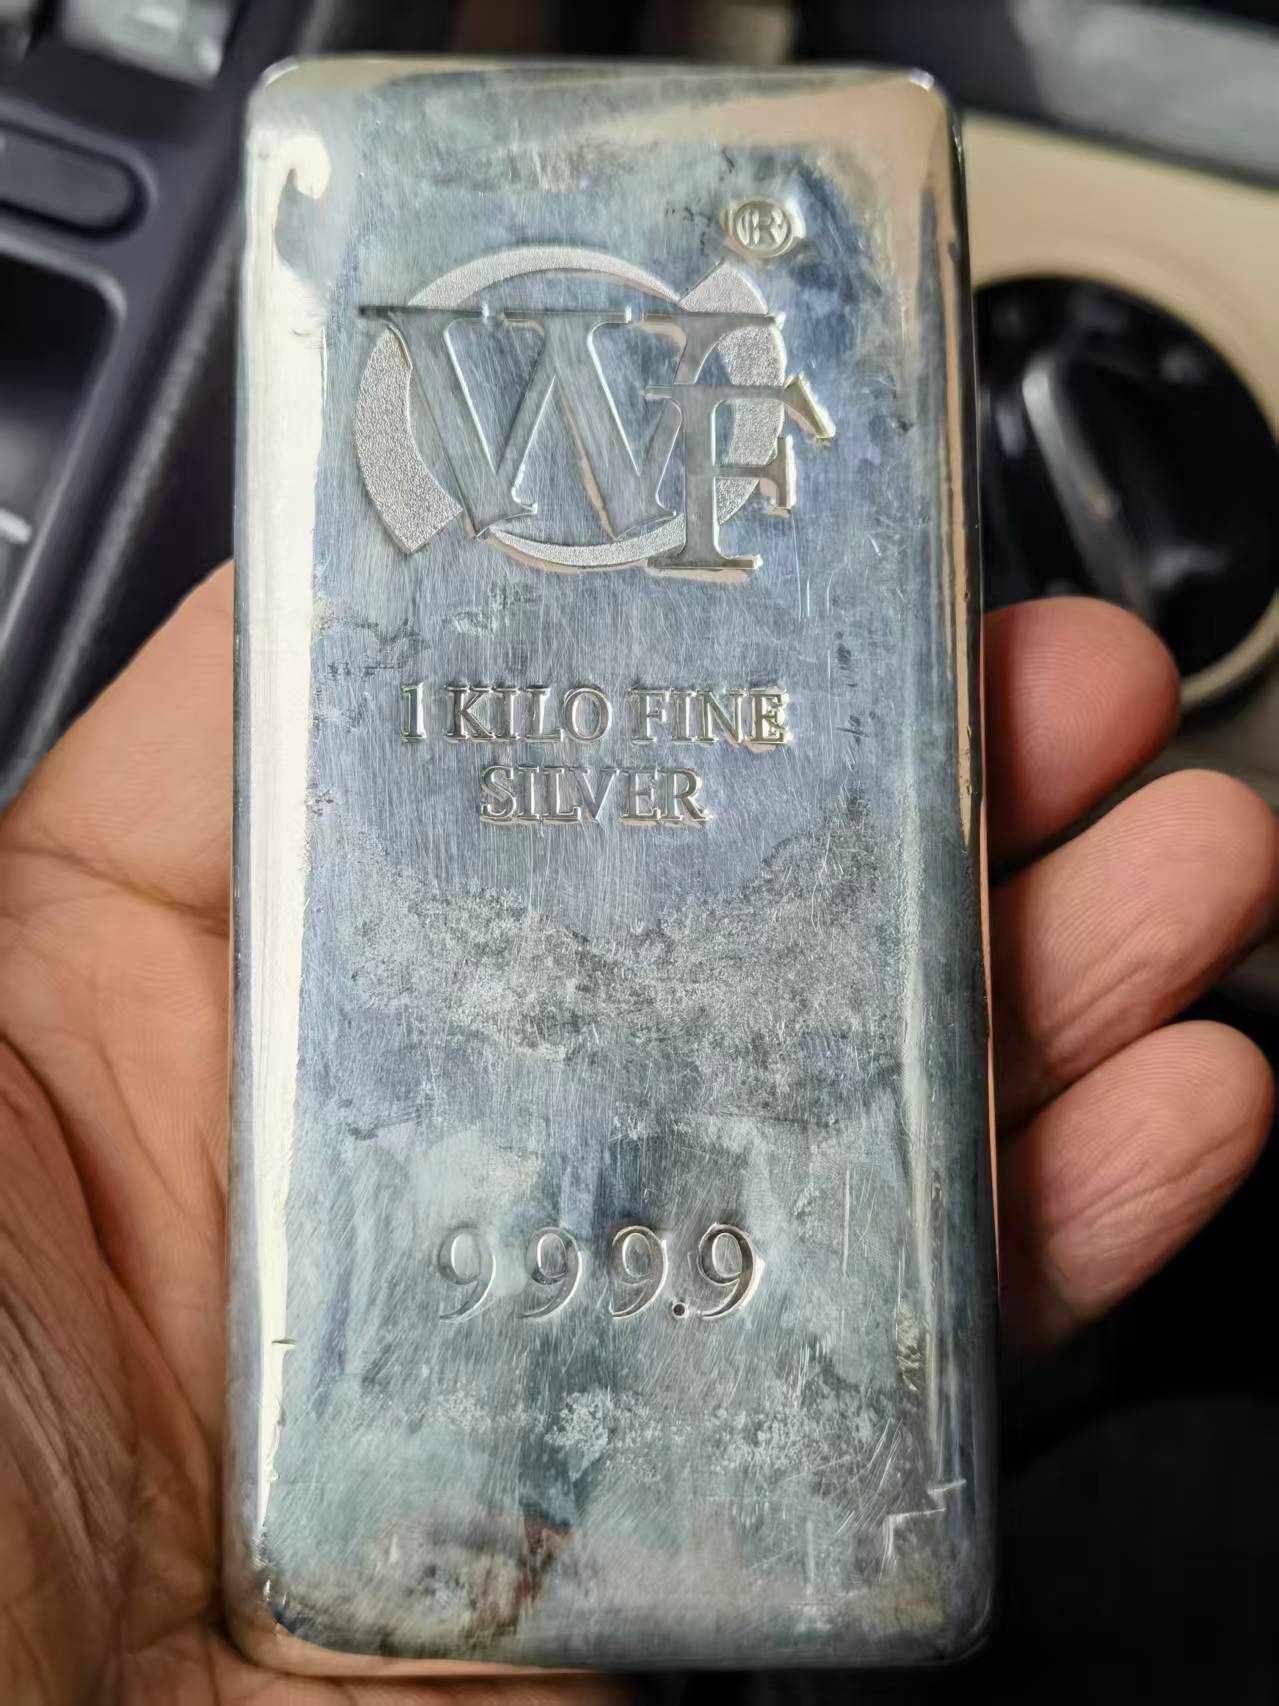 ®
WF
1 KILO FINE
SILVER
999.9